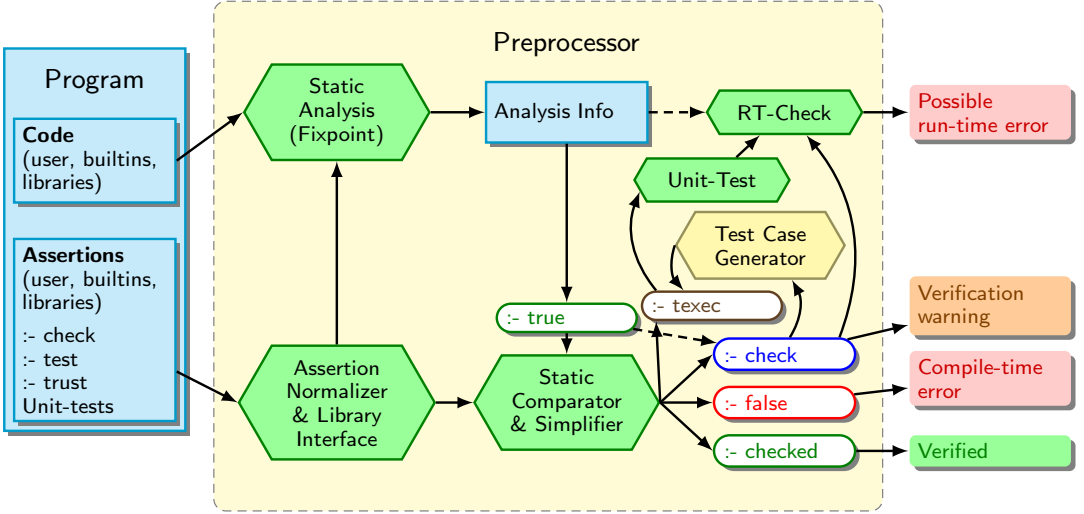 Preprocessor
Program
Code
(user, builtins,
libraries)
Assertions
(user, builtins,
libraries)
:- check
:- test
:- trust
Unit-tests
Static
Analysis
(Fixpoint)
Assertion
Normalizer
& Library
Interface
Analysis Info
:- true
Static
Comparator
& Simplifier
RT-Check
Unit-Test
Test Case
Generator
:- texec
:- check
:- false
:- checked
Possible
run-time error
Verification
warning
Compile-time
error
Verified